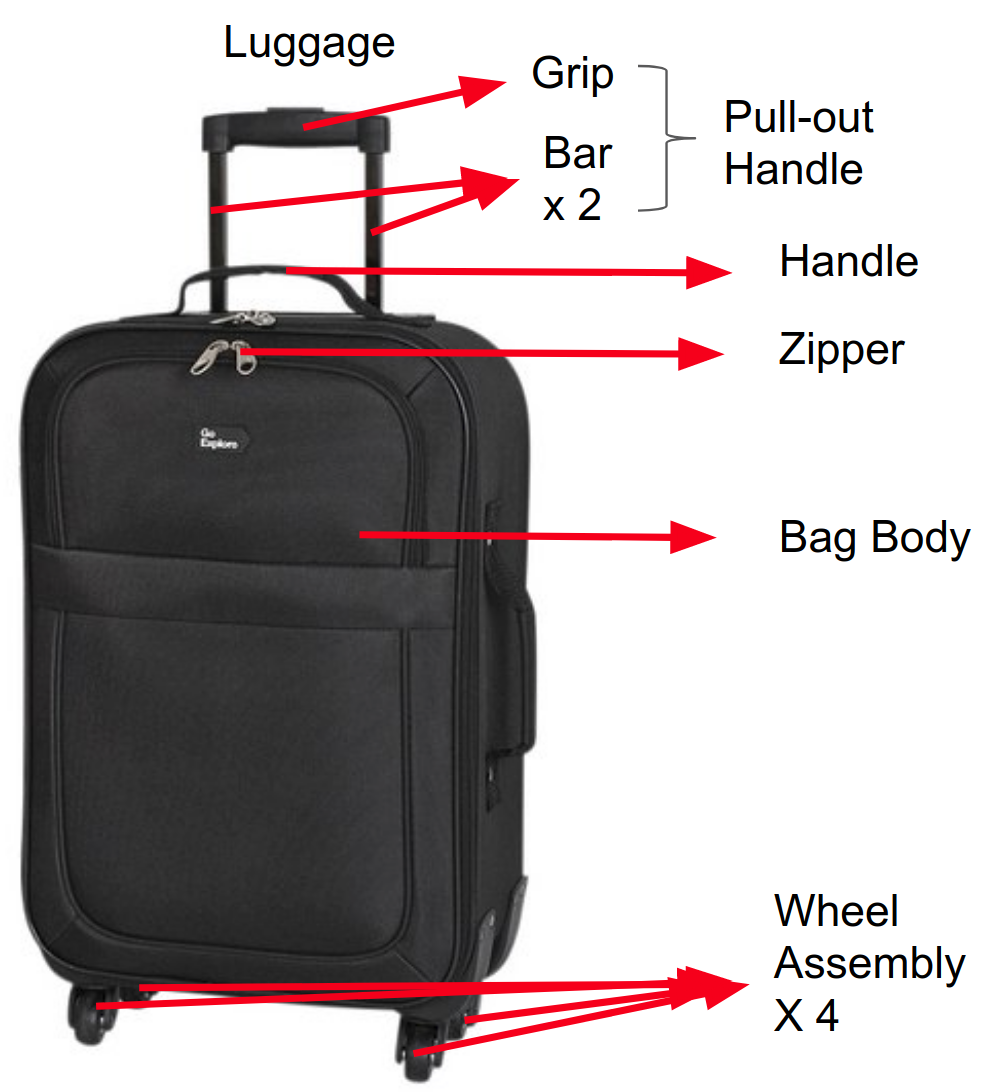 Luggage
Grip
Bar
x 2
Pull-out
Handle
Handle
Zipper
Go
Explore
Bag Body
Wheel
Assembly
X 4